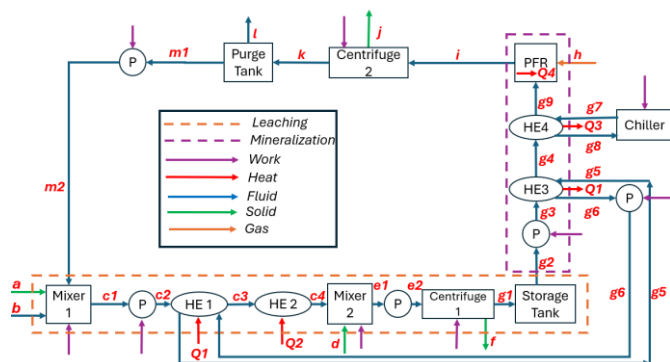 l
j
h
P
m1
Purge
Tank
k
Centrifuge
2
i
PFR
Q4
g9
g7
HE4
Q3
g8
Chiller
g4
g5
HE3
Q1
g6
P
g3
P
g2
Leaching
Mineralization
Work
Heat
Fluid
Solid
Gas
m2
g6
g5
a
b
Mixer
1
c1
P
c2
HE 1
c3
HE 2
c4
Mixer
2
e1
P
e2
Centrifuge
1
g1
Storage
Tank
Q1
Q2
d
f